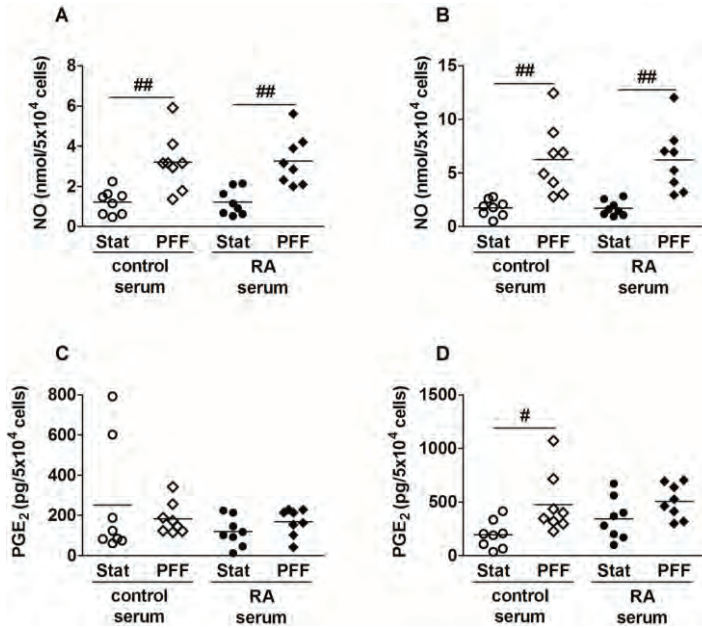 A
NO (nmol/5x10⁴ cells)
8
6
4
2
0
##
##
Stat PFF Stat PFF
control serum
RA serum
B
NO (nmol/5x10⁴ cells)
15
10
5
0
##
##
Stat PFF Stat PFF
control serum
RA serum
C
PGE₂ (pg/5x10⁴ cells)
800
600
400
200
0
Stat PFF Stat PFF
control serum
RA serum
D
PGE₂ (pg/5x10⁴ cells)
1500
1000
500
0
#
Stat PFF Stat PFF
control serum
RA serum